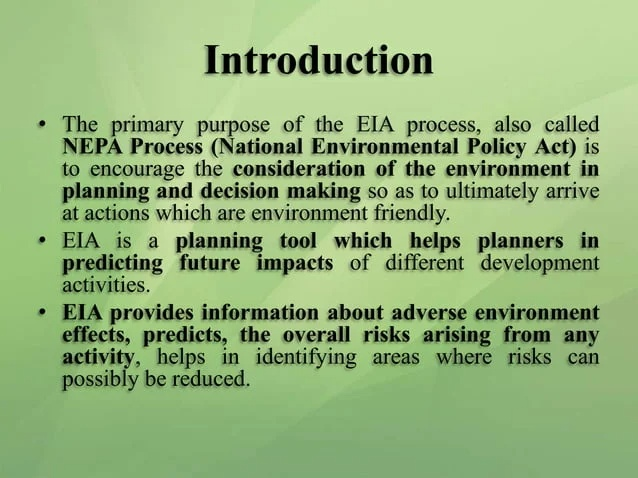 Introduction
• The primary purpose of the EIA process, also called
NEPA Process (National Environmental Policy Act) is
to encourage the consideration of the environment in
planning and decision making so as to ultimately arrive
at actions which are environment friendly.
• EIA is a planning tool which helps planners in
predicting future impacts of different development
activities.
• EIA provides information about adverse environment
effects, predicts, the overall risks arising from any
activity, helps in identifying areas where risks can
possibly be reduced.